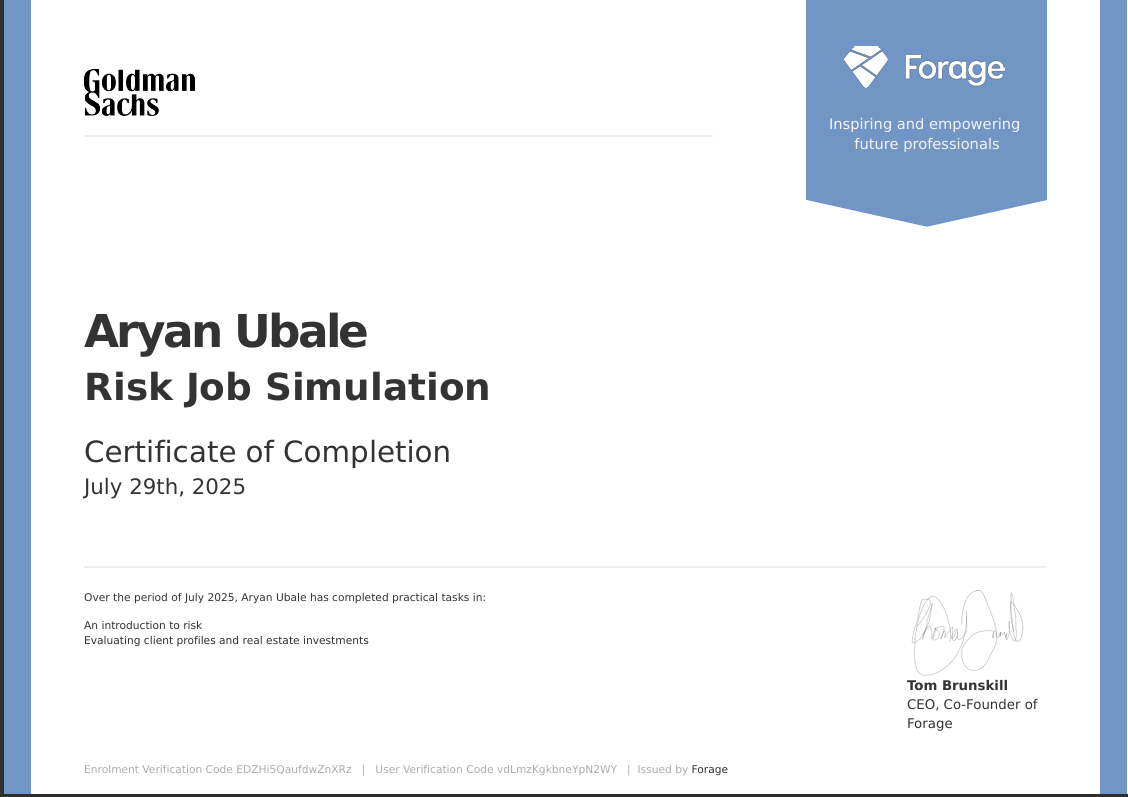 Goldman
Sachs
Forage
Inspiring and empowering
future professionals
Aryan Ubale
Risk Job Simulation
Certificate of Completion
July 29th, 2025
Over the period of July 2025, Aryan Ubale has completed practical tasks in:
An introduction to risk
Evaluating client profiles and real estate investments
Tom Brunskill
CEO, Co-Founder of
Forage
Enrolment Verification Code EDZHi5QaufdwZnXRz | User Verification Code vdLmzKgkbneYpN2WY | Issued by Forage